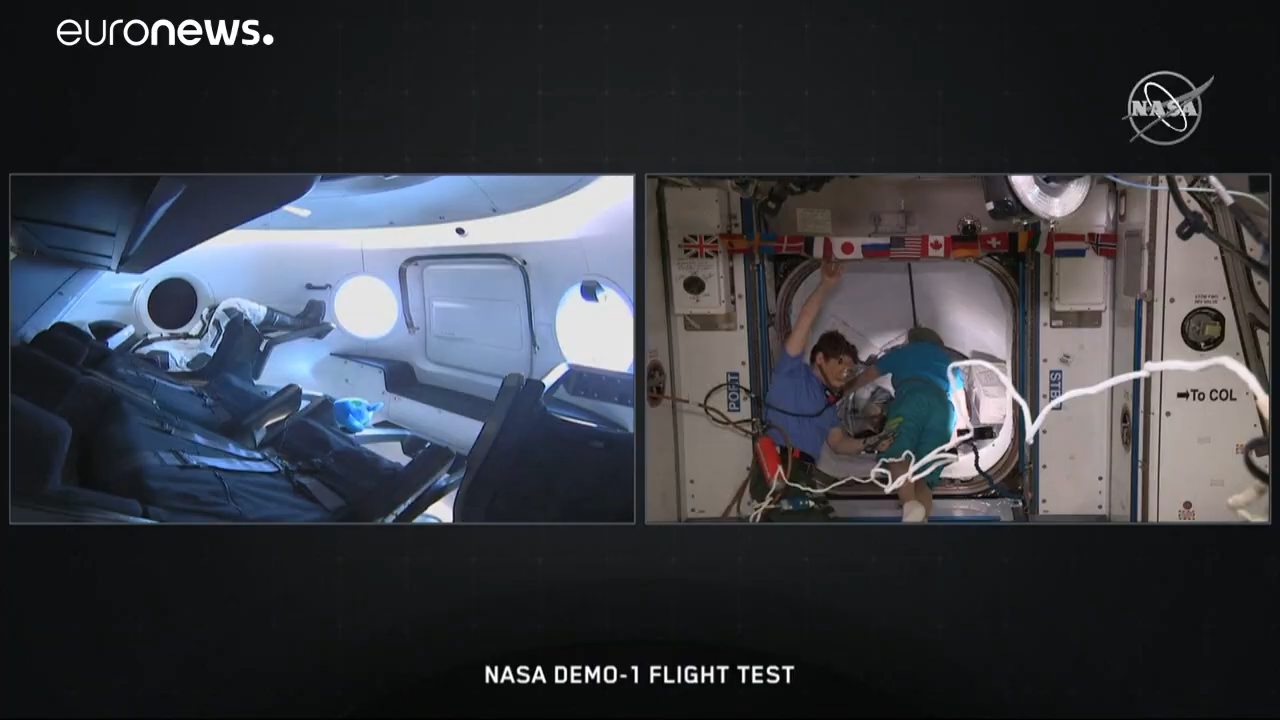 euronews.
NASA
PORT
STBD
➡To COL
NASA DEMO-1 FLIGHT TEST